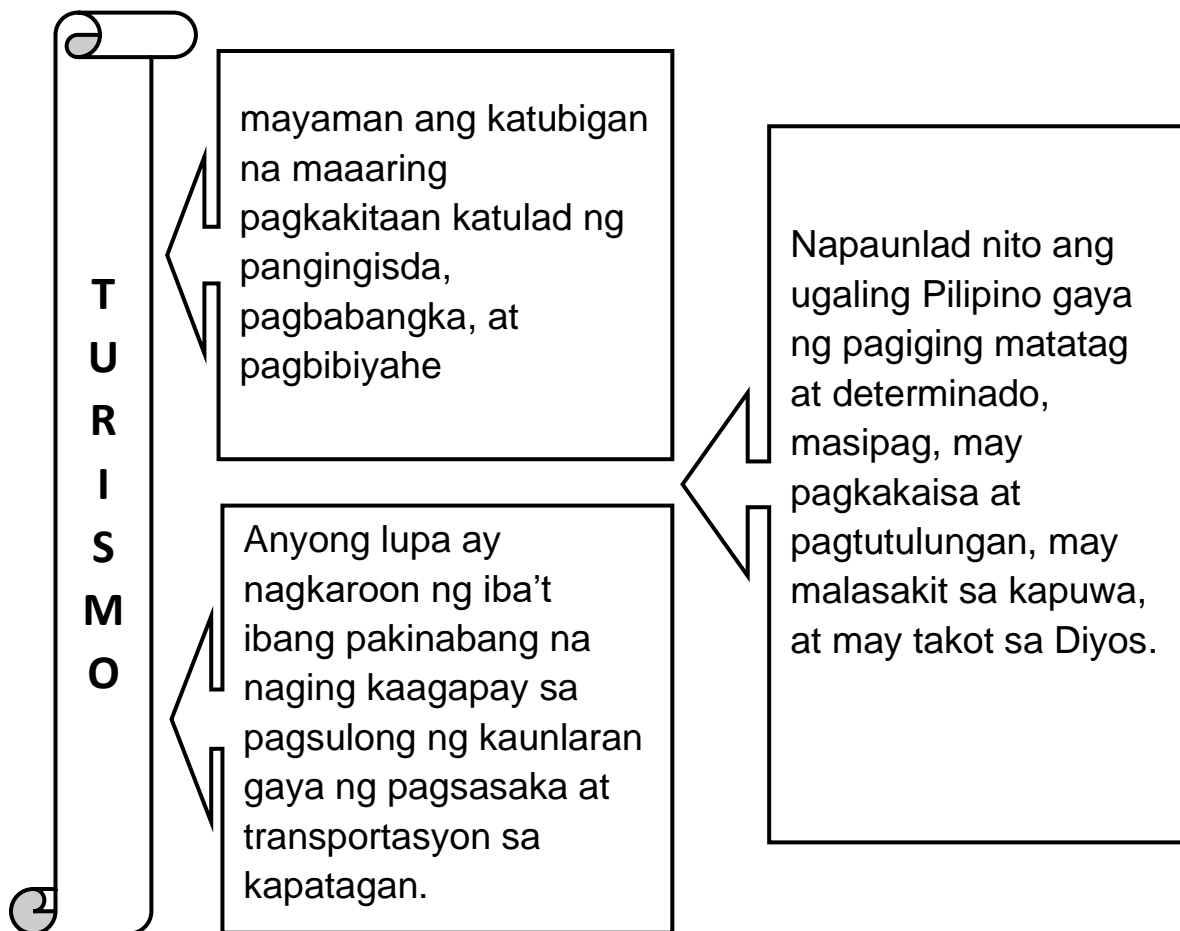 T
U
R
I
S
M
O
mayaman ang katubigan
na maaaring
pagkakitaan katulad ng
pangingisda,
pagbabangka, at
pagbibiyahe
Anyong lupa ay
nagkaroon ng iba’t
ibang pakinabang na
naging kaagapay sa
pagsulong ng kaunlaran
gaya ng pagsasaka at
transportasyon sa
kapatagan.
Napaunlad nito ang
ugaling Pilipino gaya
ng pagiging matatag
at determinado,
masipag, may
pagkakaisa at
pagtutulungan, may
malasakit sa kapuwa,
at may takot sa Diyos.